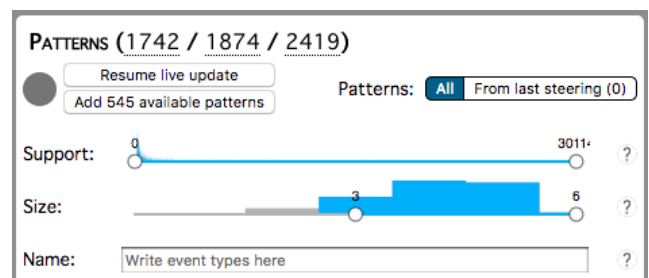 PATTERNS (1742 / 1874 / 2419)
Resume live update
Add 545 available patterns
Patterns: All From last steering (0)
Support: 0 30114 ?
Size: 3 6 ?
Name: Write event types here ?